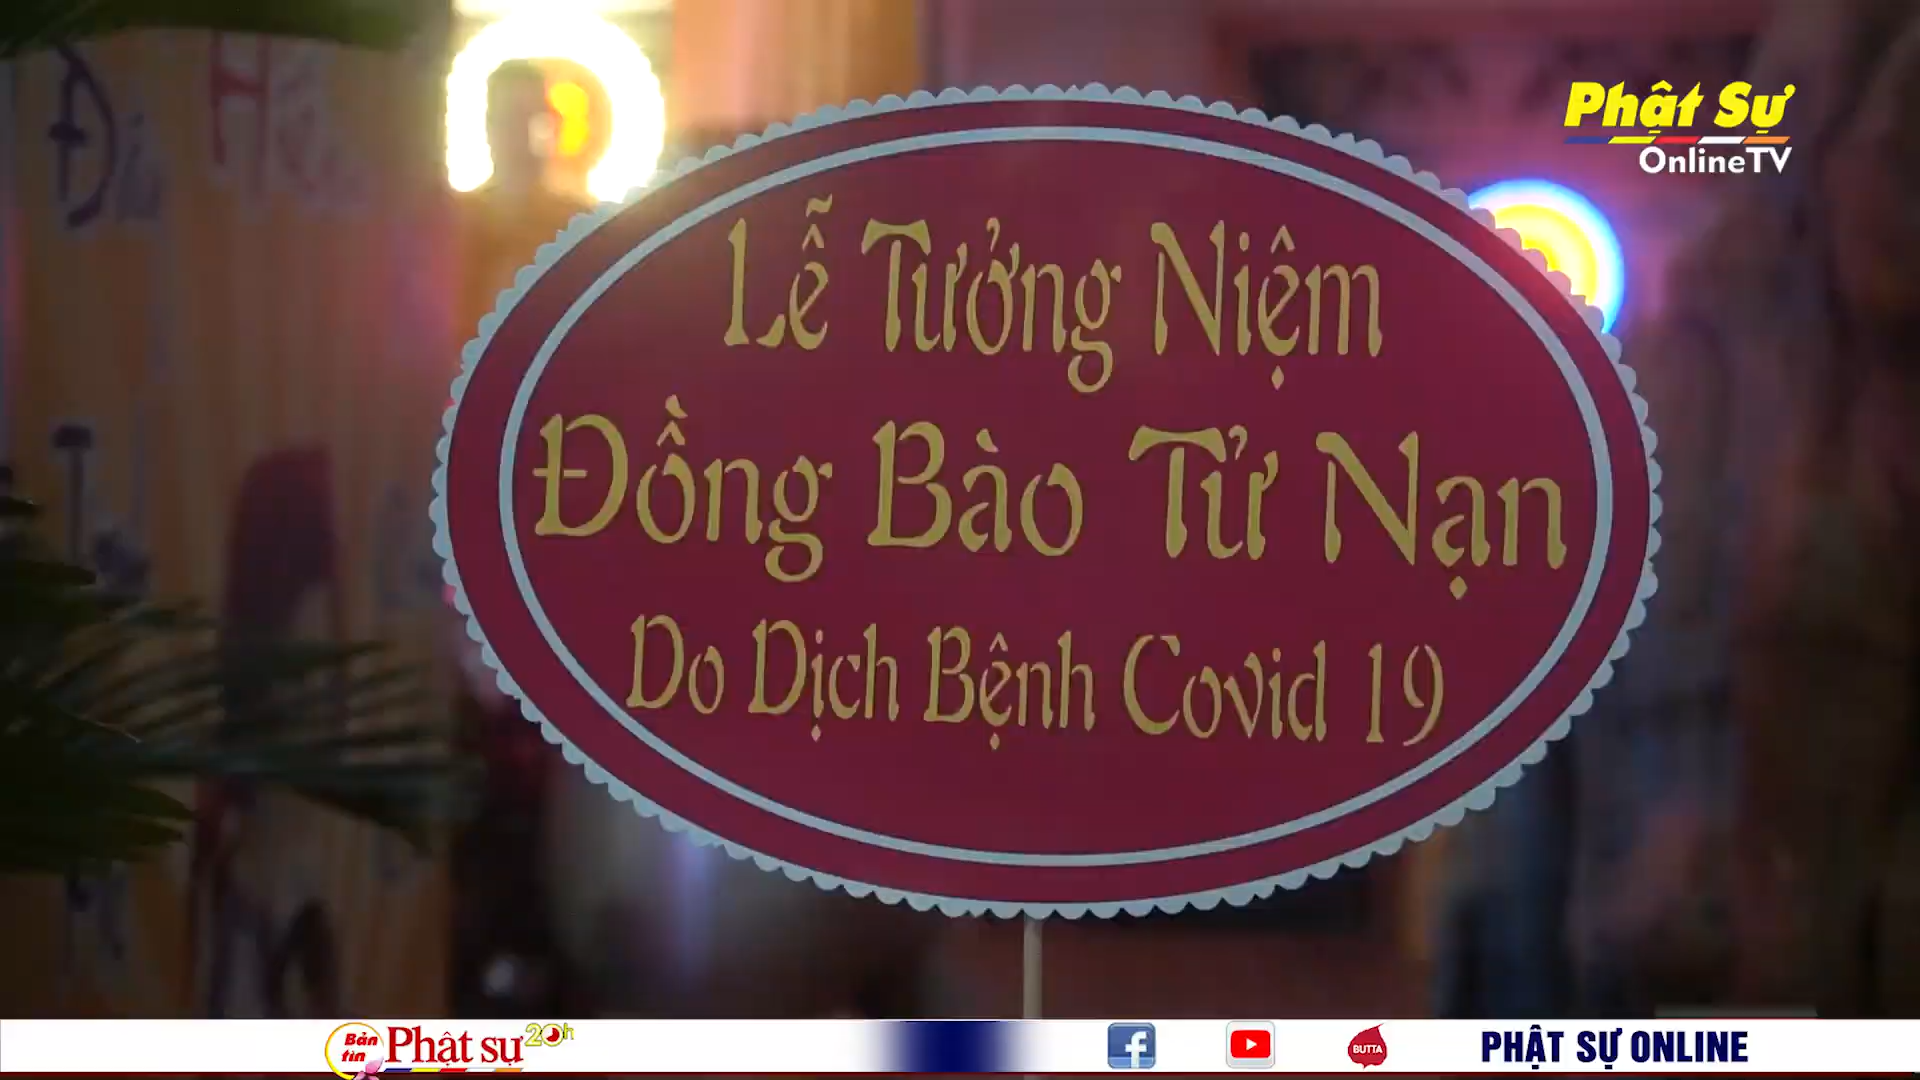 Phật Sự
OnlineTV
Lễ Tưởng Niệm
Đồng Bào Tử Nạn
Do Dịch Bệnh Covid 19
Bản tin
Phật sự 20h
BUTTA
PHẬT SỰ ONLINE